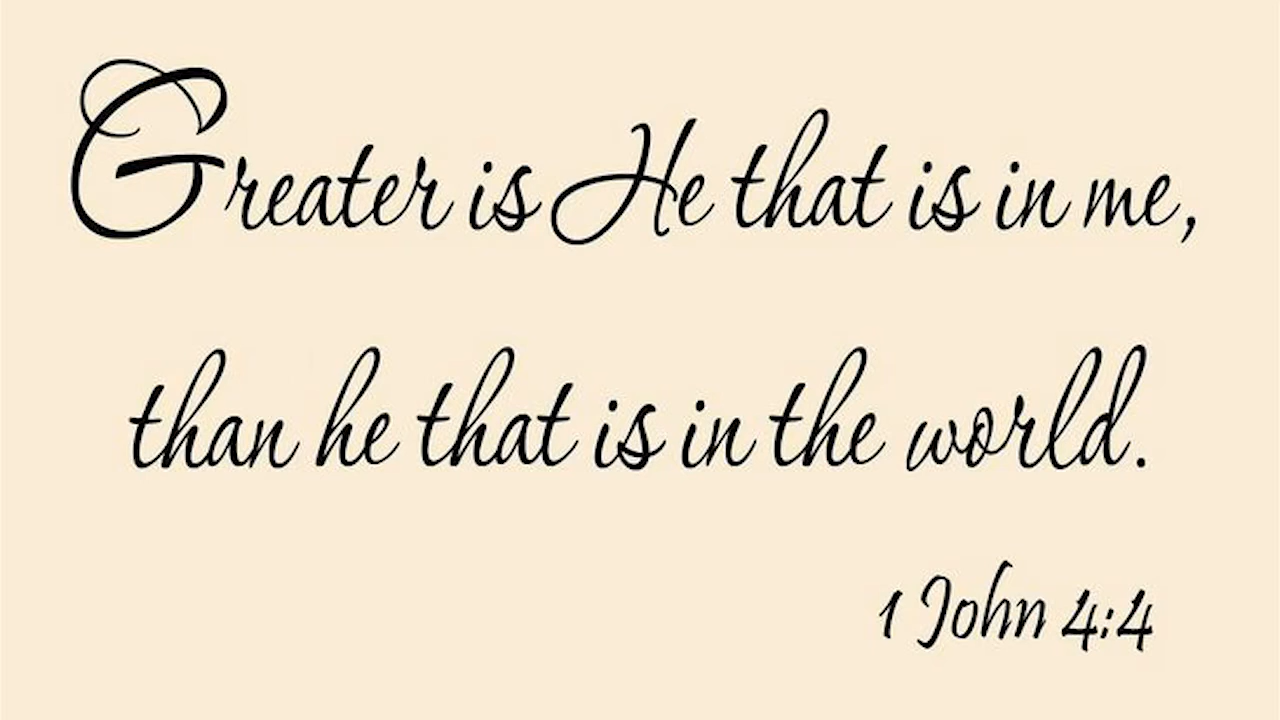 Greater is He that is in me,
than he that is in the world.
1 John 4:4